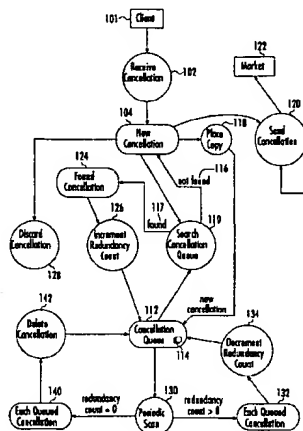 101
Client
Receive
Cancellation
102
122
Market
120
Send
Cancellation
104
New
Cancellation
118
Place
Copy
124
Found
Cancellation
116
not found
117
found
126
Increment
Redundancy
Count
119
Search
Cancellation
Queue
Discard
Cancellation
128
new
cancellation
142
Delete
Cancellation
112
Cancellation
Queue
114
134
Decrement
Redundancy
Count
140
Each Queued
Cancellation
redundancy
count = 0
130
Periodic
Scan
redundancy
count > 0
132
Each Queued
Cancellation